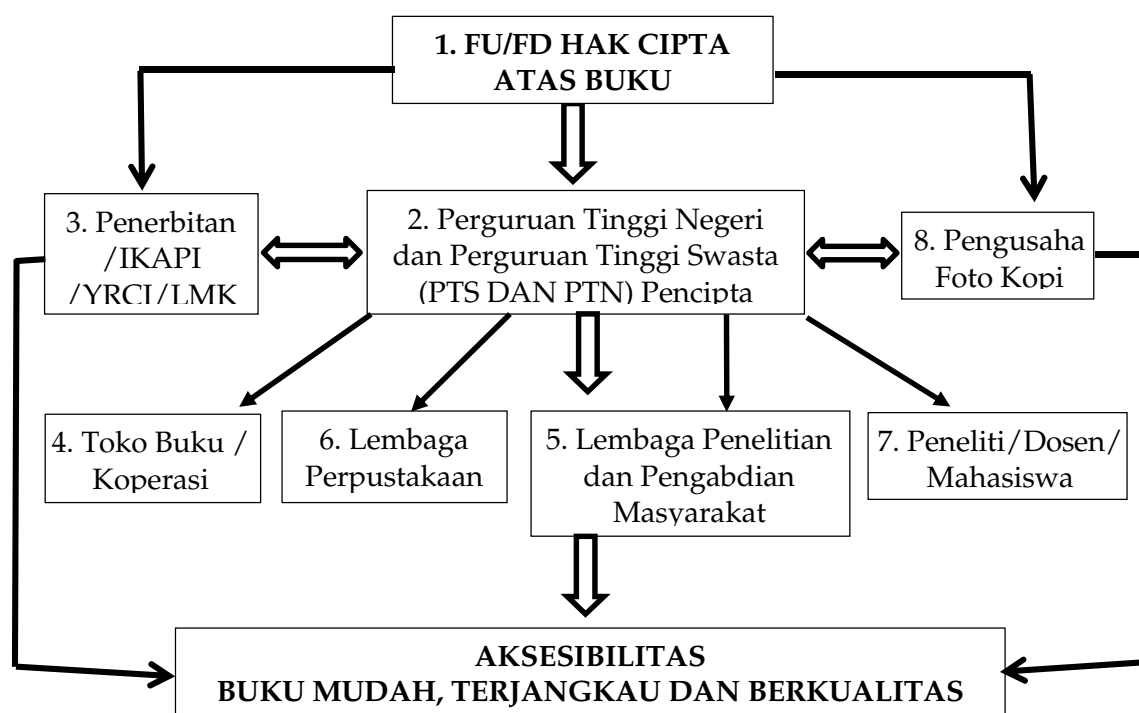 1. FU/FD HAK CIPTA
ATAS BUKU
3. Penerbitan
/IKAPI
/YRCI/LMK
2. Perguruan Tinggi Negeri
dan Perguruan Tinggi Swasta
(PTS DAN PTN) Pencipta
8. Pengusaha
Foto Kopi
4. Toko Buku /
Koperasi
6. Lembaga
Perpustakaan
5. Lembaga Penelitian
dan Pengabdian
Masyarakat
7. Peneliti/Dosen/
Mahasiswa
AKSESIBILITAS
BUKU MUDAH, TERJANGKAU DAN BERKUALITAS